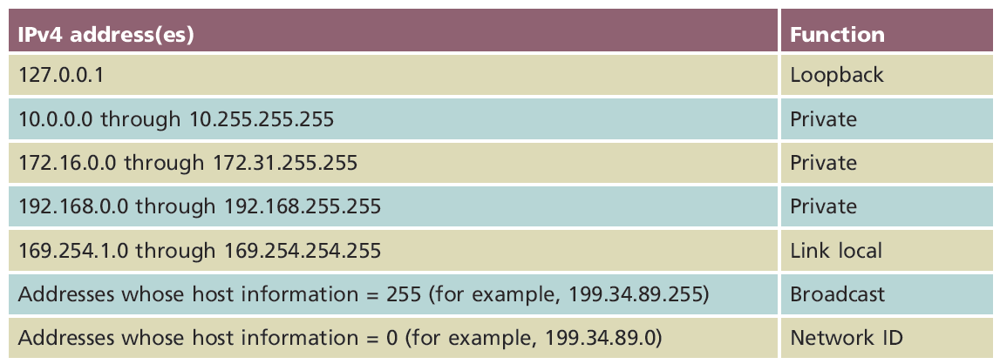 IPv4 address(es) Function
127.0.0.1 Loopback
10.0.0.0 through 10.255.255.255 Private
172.16.0.0 through 172.31.255.255 Private
192.168.0.0 through 192.168.255.255 Private
169.254.1.0 through 169.254.254.255 Link local
Addresses whose host information = 255 (for example, 199.34.89.255) Broadcast
Addresses whose host information = 0 (for example, 199.34.89.0) Network ID